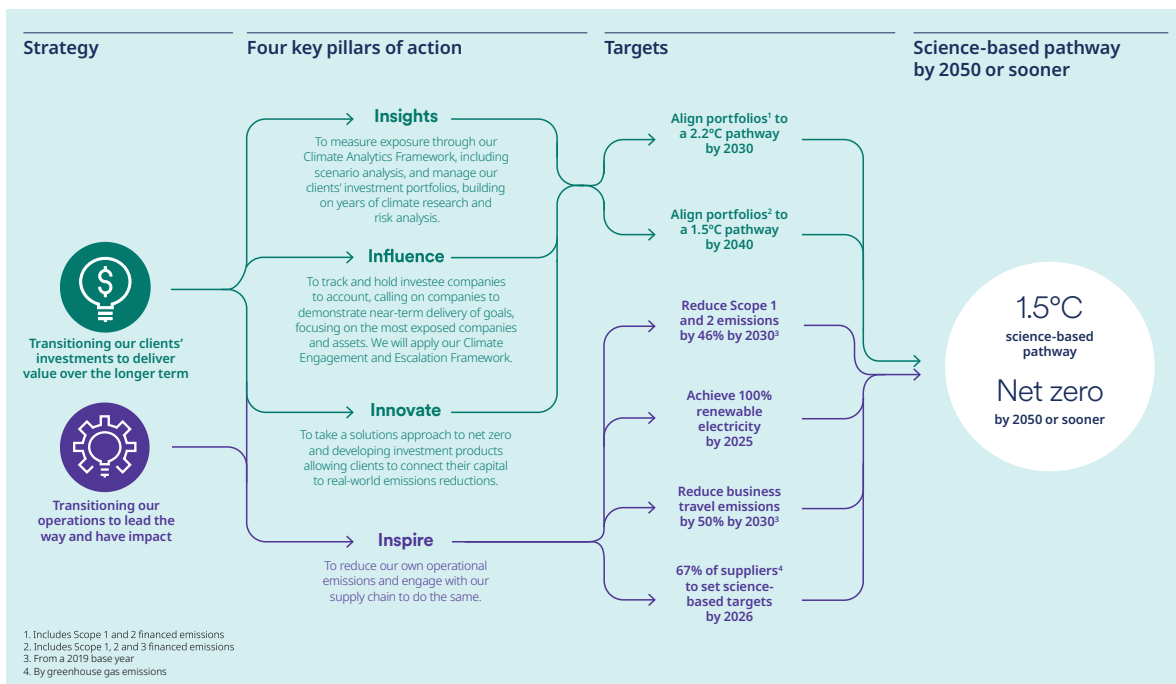 Strategy
Four key pillars of action
Targets
Science-based pathway
by 2050 or sooner
Transitioning our clients’
investments to deliver
value over the longer term
Transitioning our
operations to lead the
way and have impact
Insights
To measure exposure through our
Climate Analytics Framework, including
scenario analysis, and manage our
clients’ investment portfolios, building
on years of climate research and
risk analysis.
Influence
To track and hold investee companies
to account, calling on companies to
demonstrate near-term delivery of goals,
focusing on the most exposed companies
and assets. We will apply our Climate
Engagement and Escalation Framework.
Innovate
To take a solutions approach to net zero
and developing investment products
allowing clients to connect their capital
to real-world emissions reductions.
Inspire
To reduce our own operational
emissions and engage with our
supply chain to do the same.
Align portfolios¹ to
a 2.2°C pathway
by 2030
Align portfolios² to
a 1.5°C pathway
by 2040
Reduce Scope 1
and 2 emissions
by 46% by 2030³
Achieve 100%
renewable
electricity
by 2025
Reduce business
travel emissions
by 50% by 2030³
67% of suppliers⁴
to set science-
based targets
by 2026
1.5°C
science-based
pathway
Net zero
by 2050 or sooner
1. Includes Scope 1 and 2 financed emissions
2. Includes Scope 1, 2 and 3 financed emissions
3. From a 2019 base year
4. By greenhouse gas emissions